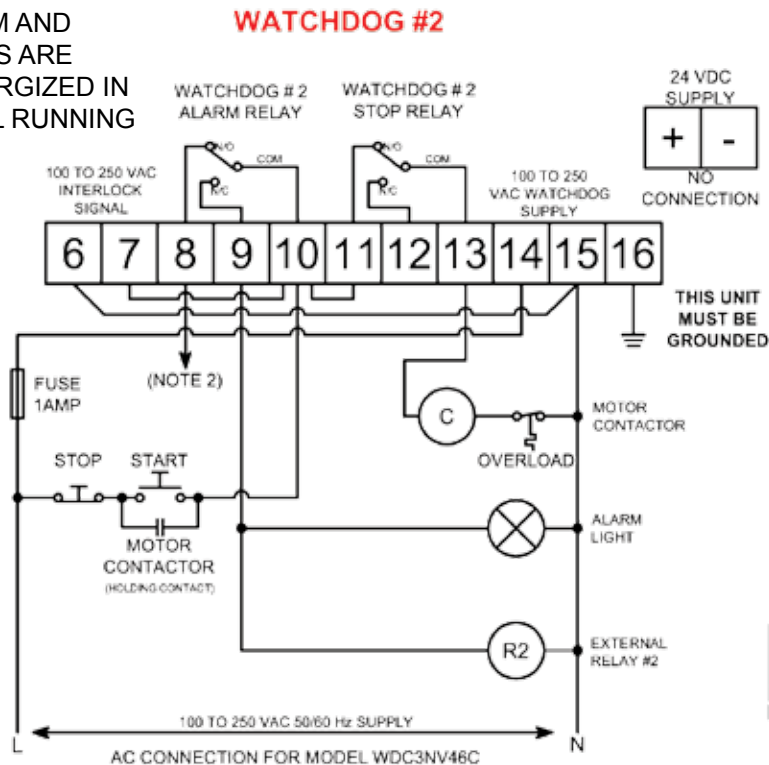 WATCHDOG #2
M AND
S ARE
RGIZED IN
L RUNNING
WATCHDOG # 2
ALARM RELAY
WATCHDOG # 2
STOP RELAY
24 VDC
SUPPLY
+ -
NO
CONNECTION
N/O
COM
N/C
N/O
COM
N/C
100 TO 250 VAC
INTERLOCK
SIGNAL
100 TO 250
VAC WATCHDOG
SUPPLY
6 7 8 9 10 11 12 13 14 15 16
THIS UNIT
MUST BE
GROUNDED
(NOTE 2)
FUSE
1AMP
C
MOTOR
CONTACTOR
OVERLOAD
STOP
START
MOTOR
CONTACTOR
(HOLDING CONTACT)
ALARM
LIGHT
R2
EXTERNAL
RELAY #2
100 TO 250 VAC 50/60 Hz SUPPLY
L
N
AC CONNECTION FOR MODEL WDC3NV46C